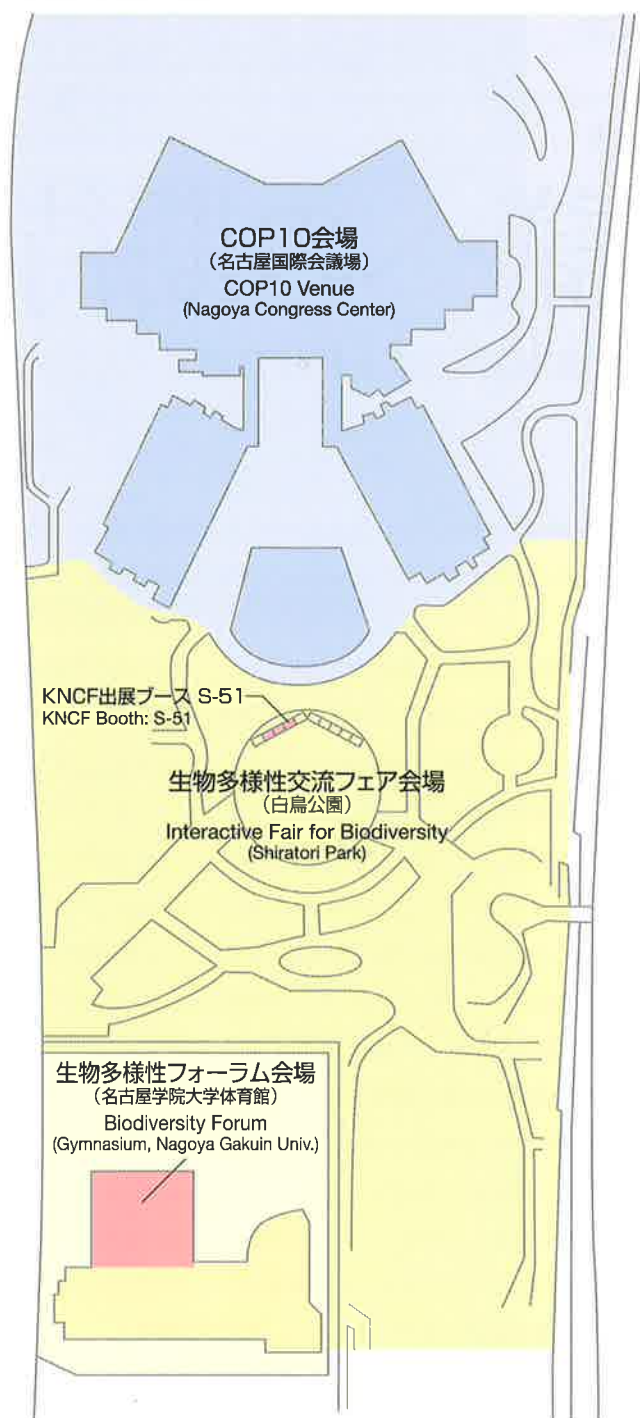 COP10会場
(名古屋国際会議場)
COP10 Venue
(Nagoya Congress Center)
KNCF出展ブース S-51
KNCF Booth: S-51
生物多様性交流フェア会場
(白鳥公園)
Interactive Fair for Biodiversity
(Shiratori Park)
生物多様性フォーラム会場
(名古屋学院大学体育館)
Biodiversity Forum
(Gymnasium, Nagoya Gakuin Univ.)